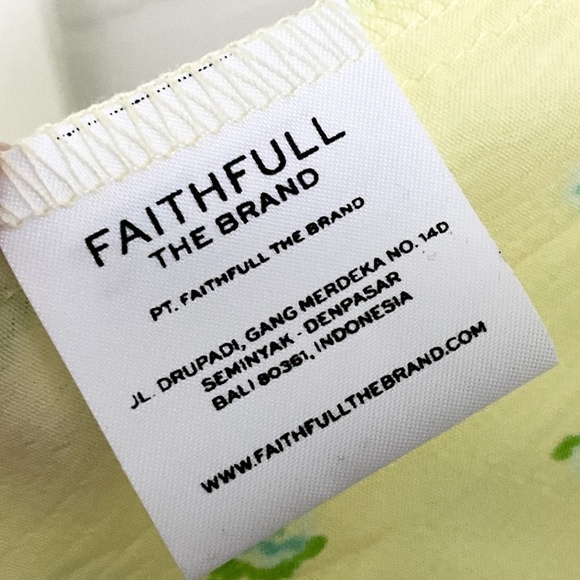 FAITHFULL
THE BRAND
PT. FAITHFULL THE BRAND
JL. DRUPADI, GANG MERDEKA NO. 14D
SEMINYAK - DENPASAR
BALI 80361, INDONESIA
WWW.FAITHFULLTHEBRAND.COM